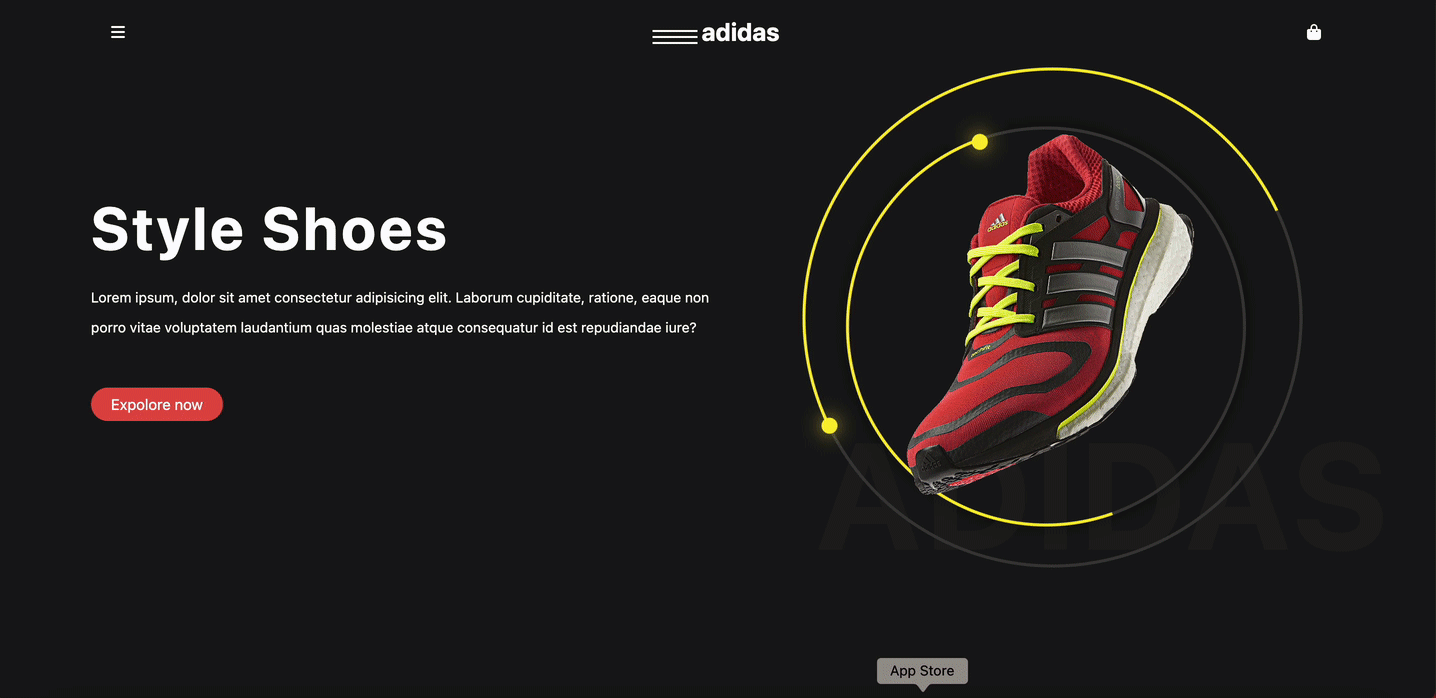 adidas
Style Shoes
Lorem ipsum, dolor sit amet consectetur adipisicing elit. Laborum cupiditate, ratione, eaque non
porro vitae voluptatem laudantium quas molestiae atque consequatur id est repudiandae iure?
Expolore now
adidas
ADIDAS
App Store